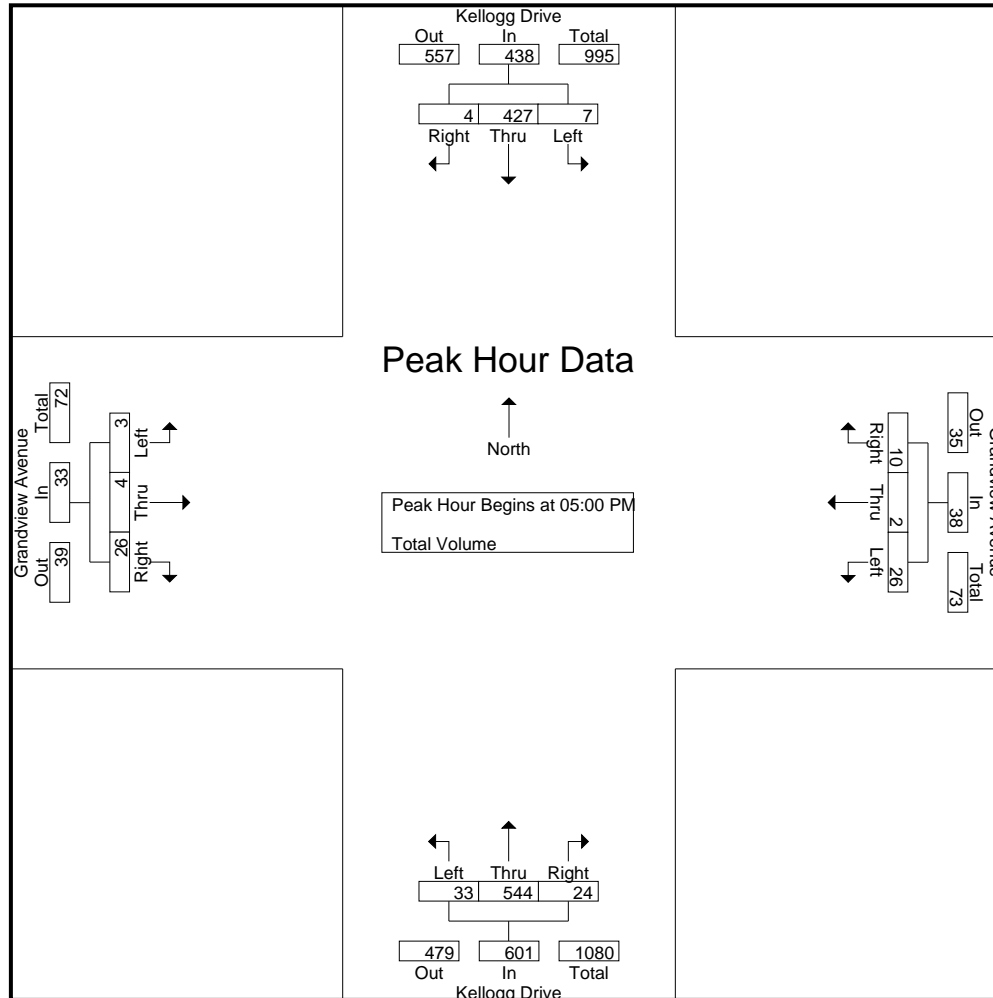 Kellogg Drive
Out In Total
557 438 995
4 427 7
Right Thru Left
Peak Hour Data
North
Peak Hour Begins at 05:00 PM
Total Volume
Grandview Avenue
Total In Out
72 33 39
3 4 26
Left Thru Right
Right Thru Left
10 2 26
Out In Total
35 38 73
Left Thru Right
33 544 24
479 601 1080
Out In Total
Kellogg Drive